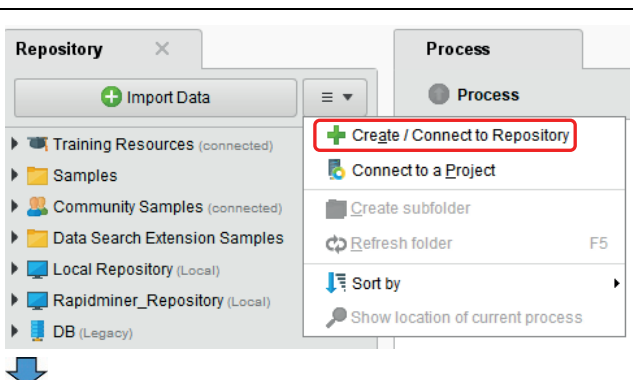 Repository
Process
Import Data
Process
Training Resources (connected)
Samples
Community Samples (connected)
Data Search Extension Samples
Local Repository (Local)
Rapidminer_Repository (Local)
DB (Legacy)
Create / Connect to Repository
Connect to a Project
Create subfolder
Refresh folder F5
Sort by
Show location of current process